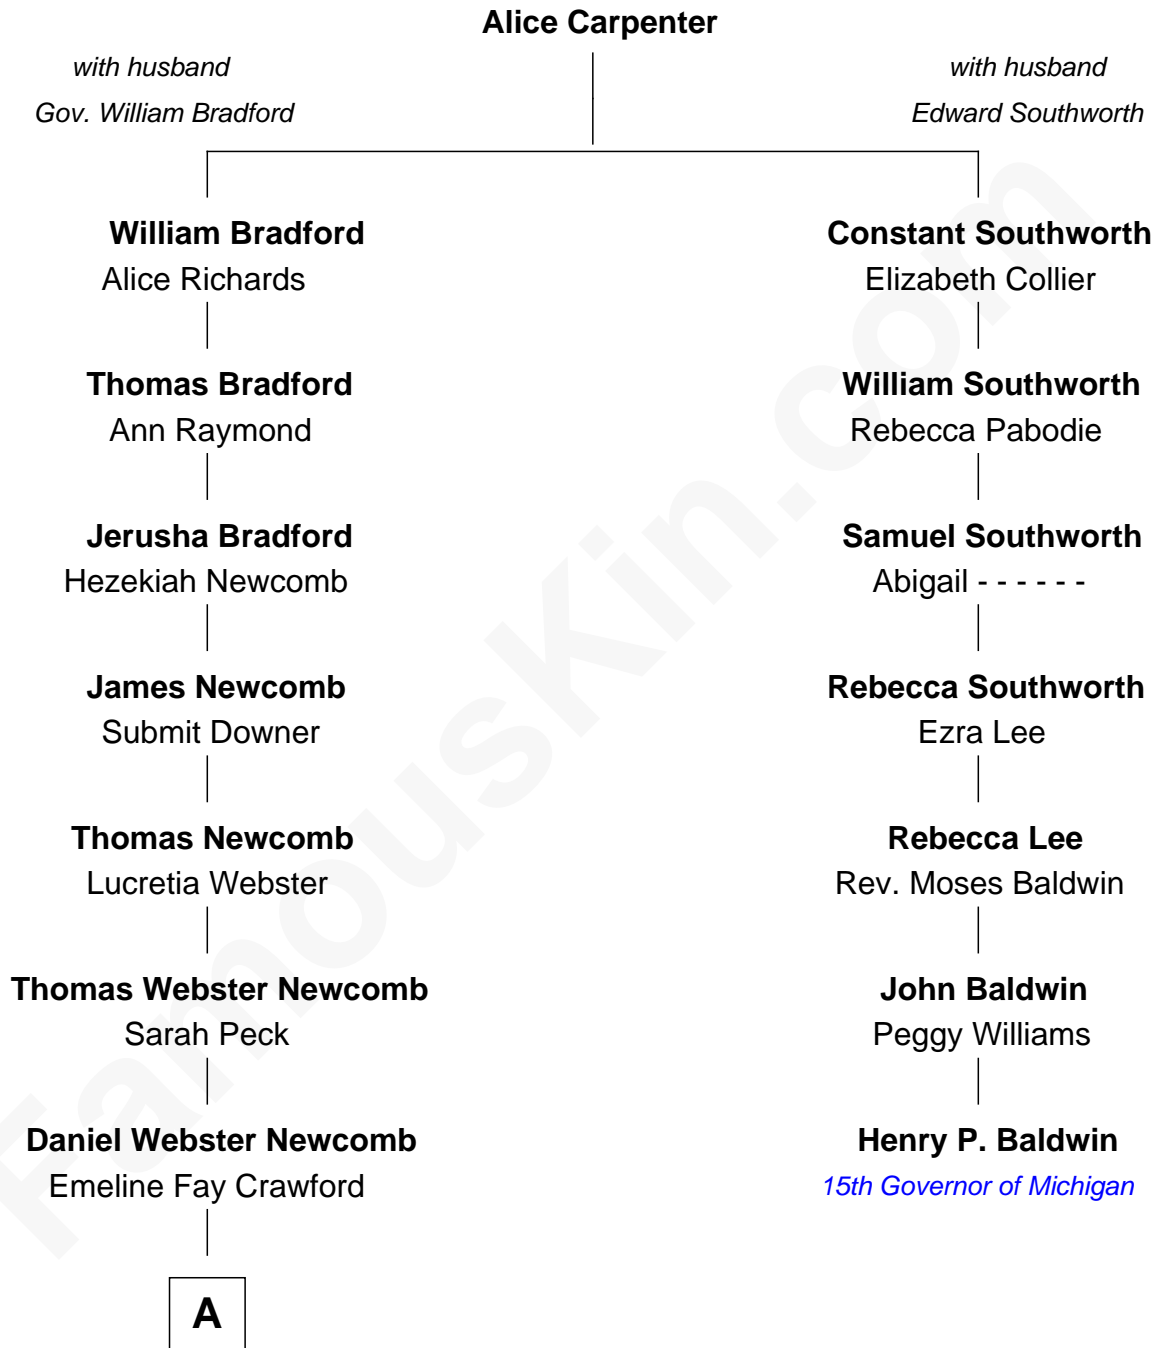 Alice Carpenter
with husband
Gov. William Bradford
with husband
Edward Southworth
William Bradford
Alice Richards
Constant Southworth
Elizabeth Collier
Thomas Bradford
Ann Raymond
William Southworth
Rebecca Pabodie
Jerusha Bradford
Hezekiah Newcomb
Samuel Southworth
Abigail - - - - - -
James Newcomb
Submit Downer
Rebecca Southworth
Ezra Lee
Thomas Newcomb
Lucretia Webster
Rebecca Lee
Rev. Moses Baldwin
Thomas Webster Newcomb
Sarah Peck
John Baldwin
Peggy Williams
Daniel Webster Newcomb
Emeline Fay Crawford
Henry P. Baldwin
15th Governor of Michigan
A
FamousKin.com